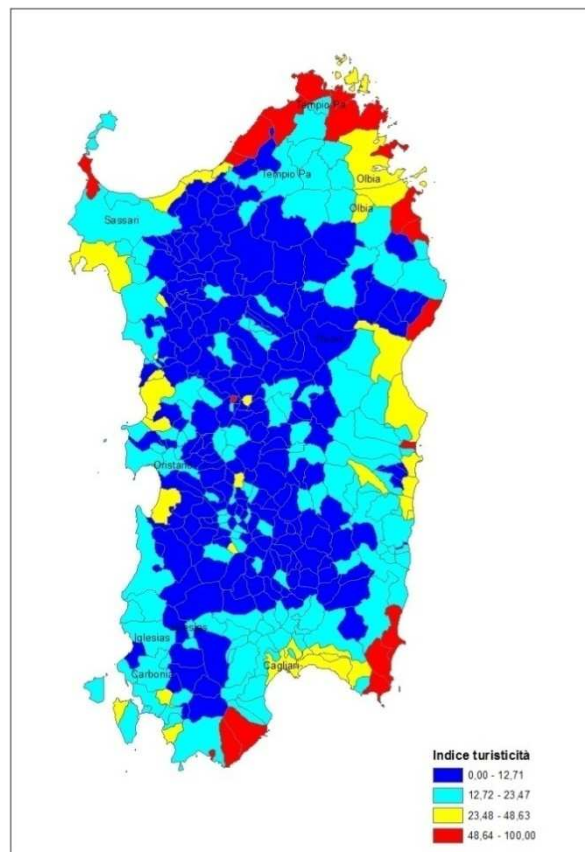 Tempio Pa
Tempio Pa
Olbia
Olbia
Sassari
Oristano
Iglesias
Carbonia
Cagliari
Indice turisticità
0,00 - 12,71
12,72 - 23,47
23,48 - 48,63
48,64 - 100,00